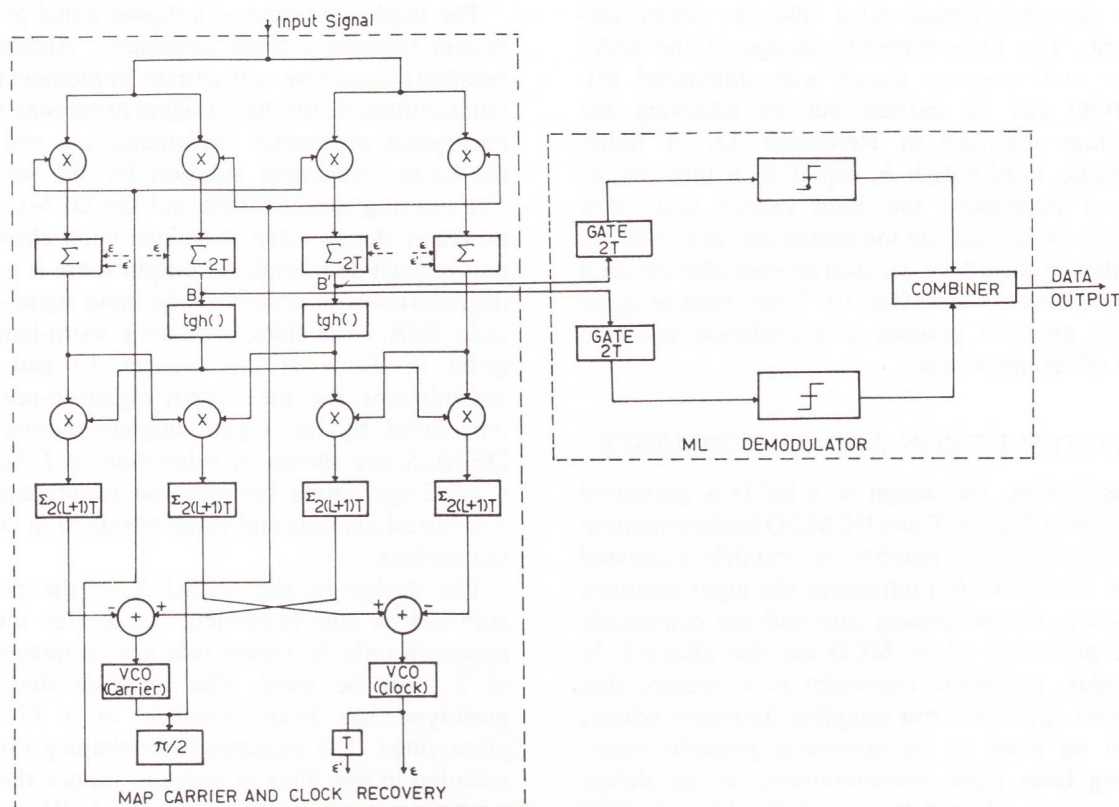 Input Signal
X X X X
Σ Σ2T Σ2T Σ
ε ε' ε' ε
B B'
tgh( ) tgh( )
X X X X
Σ2(L+1)T Σ2(L+1)T Σ2(L+1)T Σ2(L+1)T
- + + + + -
VCO (Carrier)
VCO (Clock)
π/2
T
ε' ε
MAP CARRIER AND CLOCK RECOVERY
GATE 2T
GATE 2T
COMBINER
DATA OUTPUT
ML DEMODULATOR